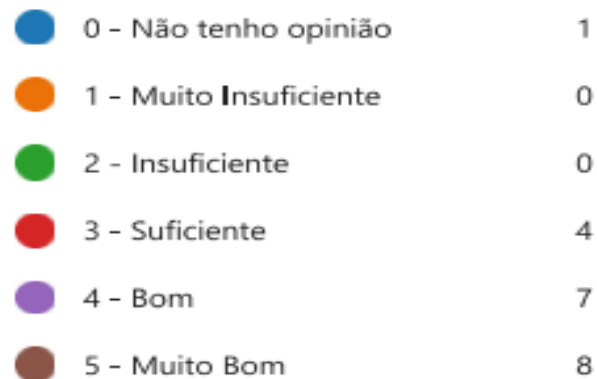 0 – Não tenho opinião 1
1 – Muito Insuficiente 0
2 – Insuficiente 0
3 – Suficiente 4
4 – Bom 7
5 – Muito Bom 8